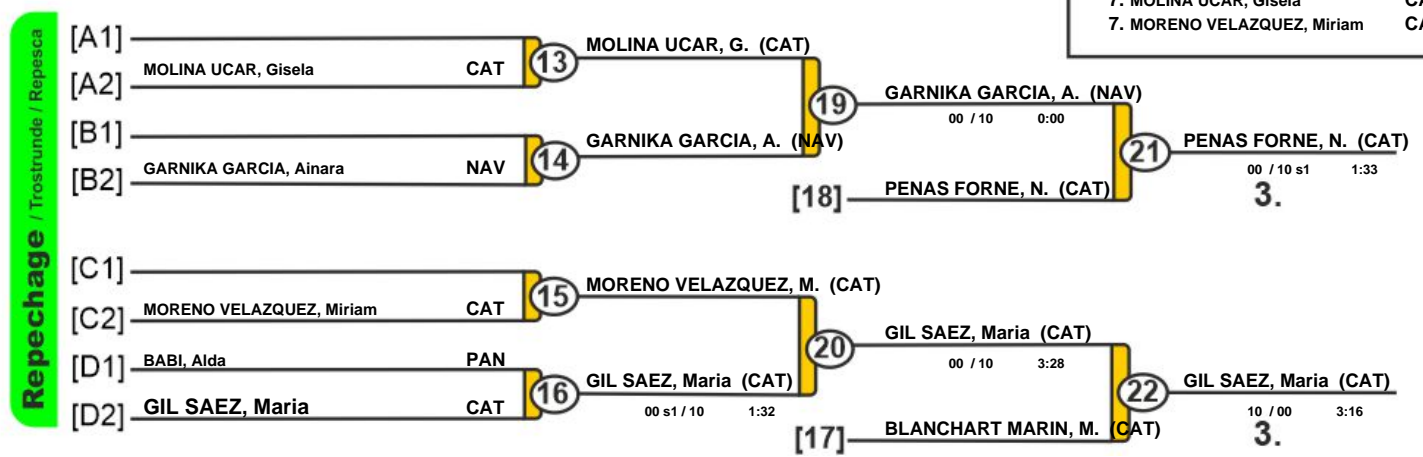 7. MOLINA UCAR, Gisela CA
7. MORENO VELAZQUEZ, Miriam CA
Repechage / Trostrunde / Repesca
[A1]
MOLINA UCAR, G. (CAT)
MOLINA UCAR, Gisela CAT 13
[A2]
GARNIKA GARCIA, A. (NAV)
19
00 / 10 0:00
[B1]
GARNIKA GARCIA, A. (NAV)
PENAS FORNE, N. (CAT)
GARNIKA GARCIA, Ainara NAV 14
21
00 / 10 s1 1:33
[B2]
[18] PENAS FORNE, N. (CAT)
3.
[C1]
MORENO VELAZQUEZ, M. (CAT)
MORENO VELAZQUEZ, Miriam CAT 15
[C2]
GIL SAEZ, Maria (CAT)
20
[D1] BABI, Alda PAN
00 / 10 3:28
GIL SAEZ, Maria (CAT)
16
22 GIL SAEZ, Maria (CAT)
[D2] GIL SAEZ, Maria CAT
00 s1 / 10 1:32
10 / 00 3:16
[17] BLANCHART MARIN, M. (CAT)
3.